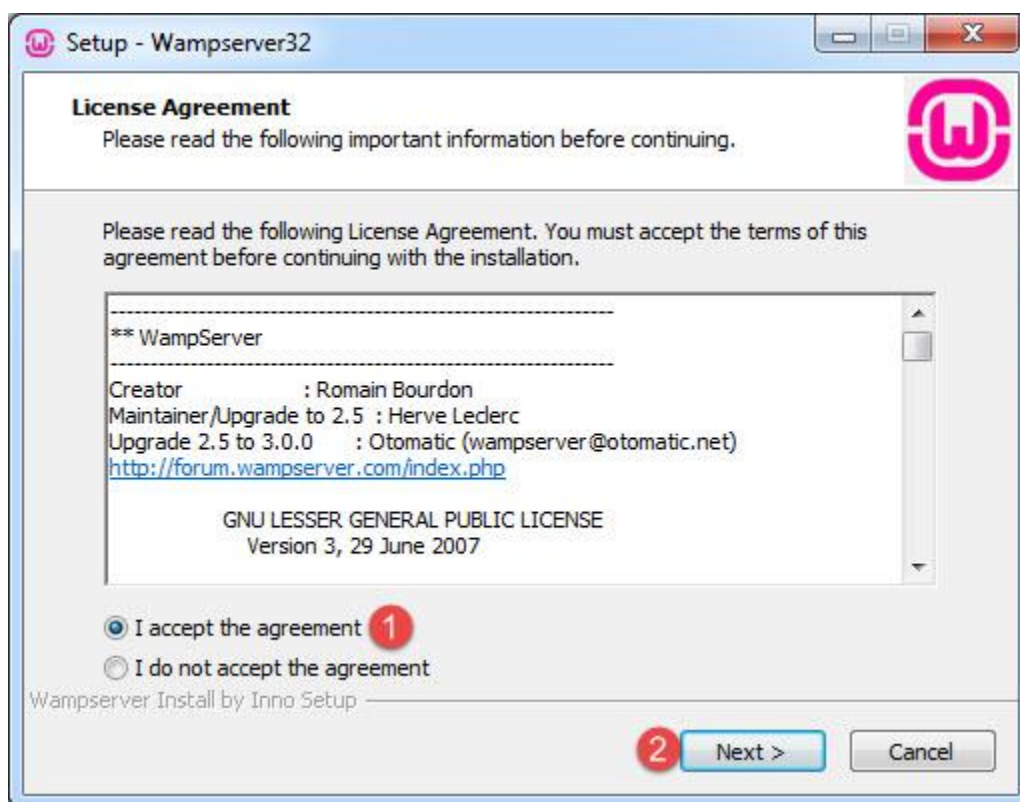 Setup - Wampserver32
License Agreement
Please read the following important information before continuing.
Please read the following License Agreement. You must accept the terms of this
agreement before continuing with the installation.
---------------------------------------------------------------
** WampServer
---------------------------------------------------------------
Creator : Romain Bourdon
Maintainer/Upgrade to 2.5 : Herve Leclerc
Upgrade 2.5 to 3.0.0 : Otomatic (wampserver@otomatic.net)
http://forum.wampserver.com/index.php
GNU LESSER GENERAL PUBLIC LICENSE
Version 3, 29 June 2007
I accept the agreement 1
I do not accept the agreement
Wampserver Install by Inno Setup
2 Next > Cancel